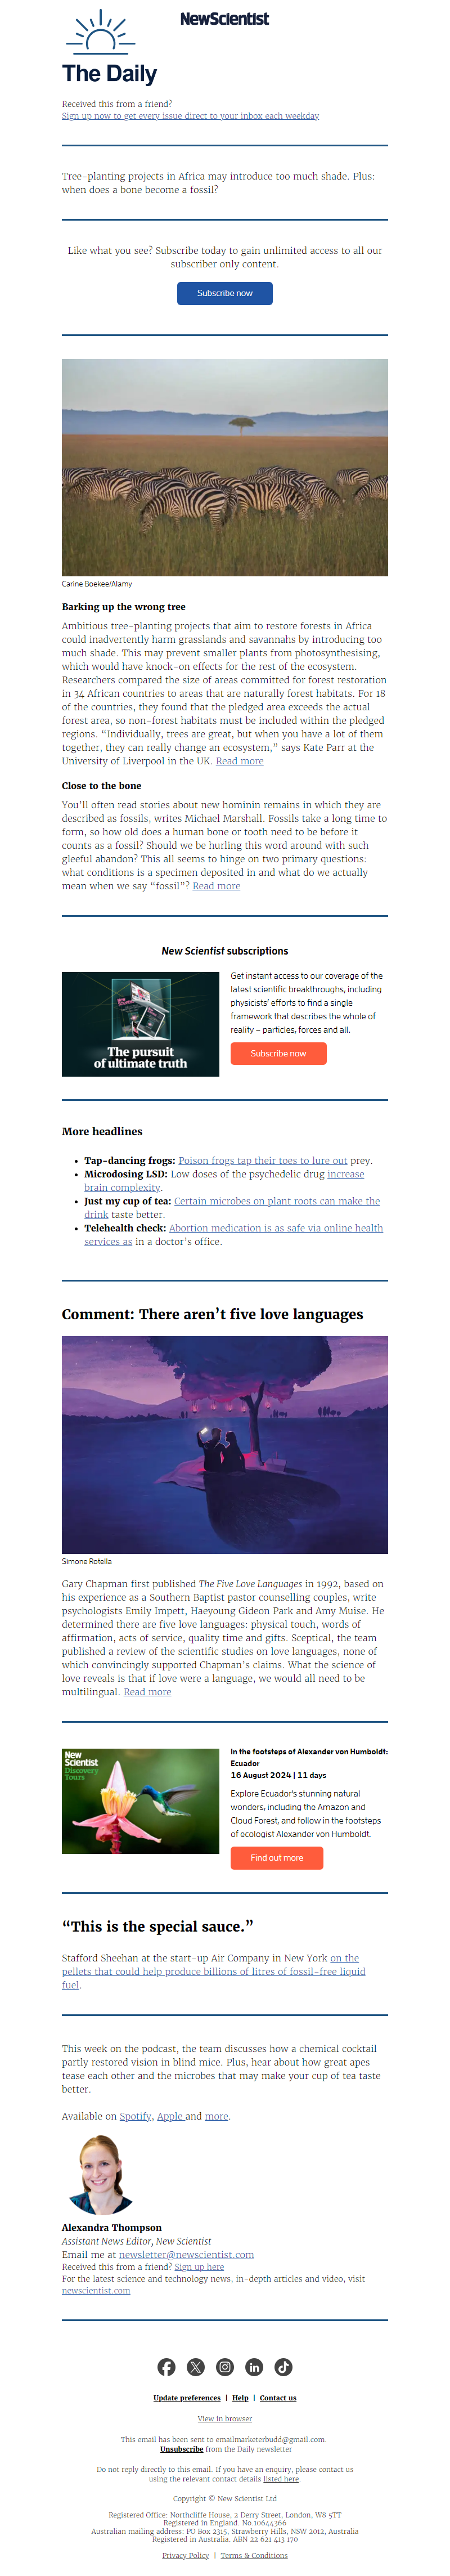 NewScientist
The Daily
Received this from a friend?
Sign up now to get every issue direct to your inbox each weekday
Tree-planting projects in Africa may introduce too much shade. Plus:
when does a bone become a fossil?
Like what you see? Subscribe today to gain unlimited access to all our
subscriber only content.
Subscribe now
Carine Boekee/Alamy
Barking up the wrong tree
Ambitious tree-planting projects that aim to restore forests in Africa
could inadvertently harm grasslands and savannahs by introducing too
much shade. This may prevent smaller plants from photosynthesising,
which would have knock-on effects for the rest of the ecosystem.
Researchers compared the size of areas committed for forest restoration
in 34 African countries to areas that are naturally forest habitats. For 18
of the countries, they found that the pledged area exceeds the actual
forest area, so non-forest habitats must be included within the pledged
regions. “Individually, trees are great, but when you have a lot of them
together, they can really change an ecosystem,” says Kate Parr at the
University of Liverpool in the UK. Read more
Close to the bone
You’ll often read stories about new hominin remains in which they are
described as fossils, writes Michael Marshall. Fossils take a long time to
form, so how old does a human bone or tooth need to be before it
counts as a fossil? Should we be hurling this word around with such
gleeful abandon? This all seems to hinge on two primary questions:
what conditions is a specimen deposited in and what do we actually
mean when we say “fossil”? Read more
New Scientist subscriptions
The pursuit
of ultimate truth
Get instant access to our coverage of the
latest scientific breakthroughs, including
physicists’ efforts to find a single
framework that describes the whole of
reality – particles, forces and all.
Subscribe now
More headlines
• Tap-dancing frogs: Poison frogs tap their toes to lure out prey.
• Microdosing LSD: Low doses of the psychedelic drug increase
brain complexity.
• Just my cup of tea: Certain microbes on plant roots can make the
drink taste better.
• Telehealth check: Abortion medication is as safe via online health
services as in a doctor’s office.
Comment: There aren’t five love languages
Simone Rotella
Gary Chapman first published The Five Love Languages in 1992, based on
his experience as a Southern Baptist pastor counselling couples, write
psychologists Emily Impett, Haeyoung Gideon Park and Amy Muise. He
determined there are five love languages: physical touch, words of
affirmation, acts of service, quality time and gifts. Sceptical, the team
published a review of the scientific studies on love languages, none of
which convincingly supported Chapman’s claims. What the science of
love reveals is that if love were a language, we would all need to be
multilingual. Read more
New
Scientist
Discovery
Tours
In the footsteps of Alexander von Humboldt:
Ecuador
16 August 2024 | 11 days
Explore Ecuador’s stunning natural
wonders, including the Amazon and
Cloud Forest, and follow in the footsteps
of ecologist Alexander von Humboldt.
Find out more
“This is the special sauce.”
Stafford Sheehan at the start-up Air Company in New York on the
pellets that could help produce billions of litres of fossil-free liquid
fuel.
This week on the podcast, the team discusses how a chemical cocktail
partly restored vision in blind mice. Plus, hear about how great apes
tease each other and the microbes that may make your cup of tea taste
better.
Available on Spotify, Apple and more.
Alexandra Thompson
Assistant News Editor, New Scientist
Email me at newsletter@newscientist.com
Received this from a friend? Sign up here
For the latest science and technology news, in-depth articles and video, visit
newscientist.com
Update preferences | Help | Contact us
View in browser
This email has been sent to emailmarketerbudd@gmail.com.
Unsubscribe from the Daily newsletter
Do not reply directly to this email. If you have an enquiry, please contact us
using the relevant contact details listed here.
Copyright © New Scientist Ltd
Registered Office: Northcliffe House, 2 Derry Street, London, W8 5TT
Registered in England. No.10644366
Australian mailing address: PO Box 2315, Strawberry Hills, NSW 2012, Australia
Registered in Australia. ABN 22 621 413 170
Privacy Policy | Terms & Conditions